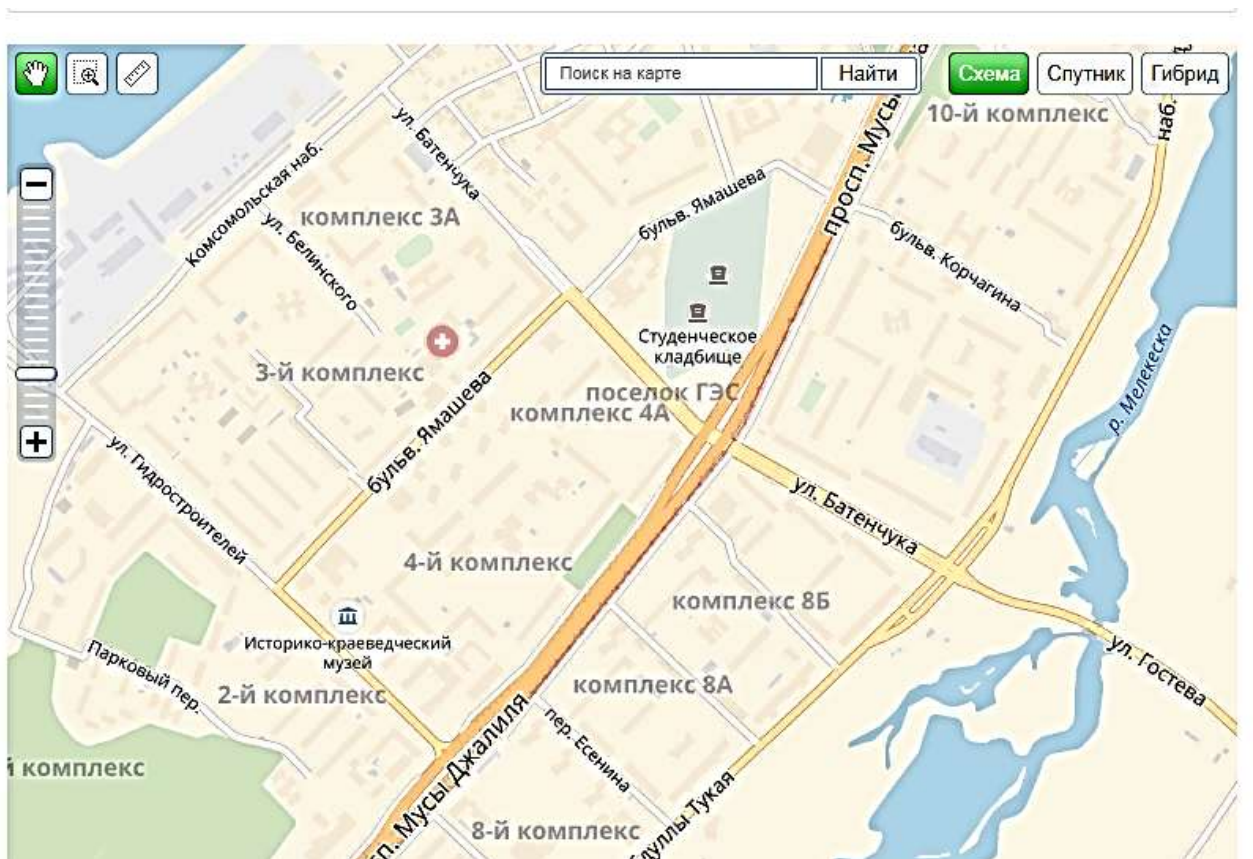 Поиск на карте
Найти
Схема
Спутник
Гибрид
10-й комплекс
наб.
просп. Мусы
ул. Батенчука
Комсомольская наб.
бульв. Ямашева
комплекс 3А
ул. Белинского
бульв. Корчагина
Студенческое
кладбище
р. Мелекеска
3-й комплекс
поселок ГЭС
комплекс 4А
бульв. Ямашева
ул. Гидростроителей
ул. Батенчука
4-й комплекс
комплекс 8Б
Историко-краеведческий
музей
ул. Гостева
Парковый пер.
2-й комплекс
комплекс 8А
пер. Есенина
й комплекс
сп. Мусы Джалиля
дуллы Тукая
8-й комплекс